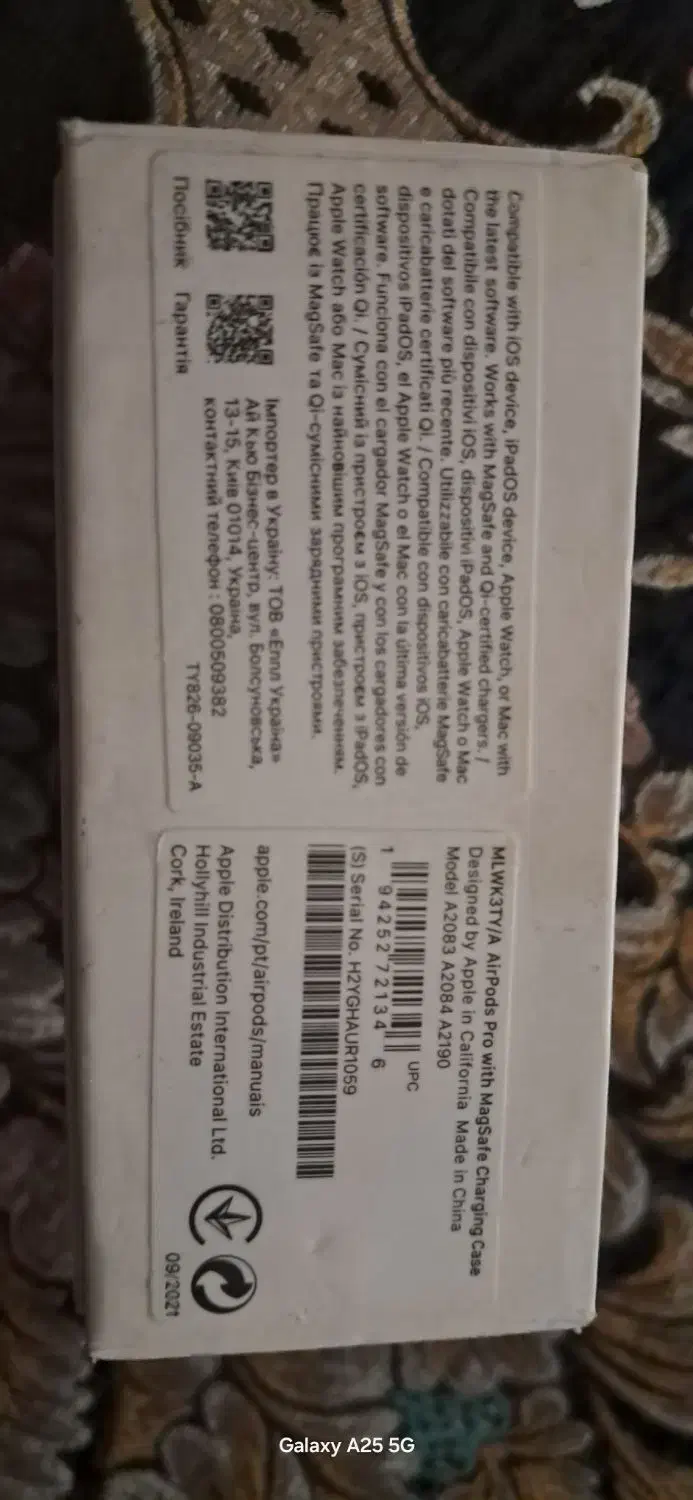 Compatible with iOS device, iPadOS device, Apple Watch, or Mac with
the latest software. Works with MagSafe and Qi-certified chargers. /
Compatibile con dispositivi iOS, dispositivi iPadOS, Apple Watch o Mac
dotati del software più recente. Utilizzabile con caricabatterie MagSafe
e caricabatterie certificati Qi. / Compatible con dispositivos iOS,
dispositivos iPadOS, el Apple Watch o el Mac con la última versión de
software. Funciona con el cargador MagSafe y con los cargadores con
certificación Qi. / Сумісний із пристроєм з iOS, пристроєм з iPadOS,
Apple Watch або Mac із найновішим програмним забезпеченням.
Працює із MagSafe та Qi-сумісними зарядними пристроями.
Посібник Гарантія
Імпортер в Україну: ТОВ «Еппл Україна»
Ай Кью Бізнес-центр, вул. Болсуновська,
13-15, Київ 01014, Україна,
контактний телефон : 0800509382
TY826-09035-A
MLWK3TY/A AirPods Pro with MagSafe Charging Case
Designed by Apple in California Made in China
Model A2083 A2084 A2190
UPC
1 94252 72134 6
(S) Serial No. H2YGHAUR1059
apple.com/pt/airpods/manuais
Apple Distribution International Ltd.
Hollyhill Industrial Estate
Cork, Ireland
09/2021
Galaxy A25 5G